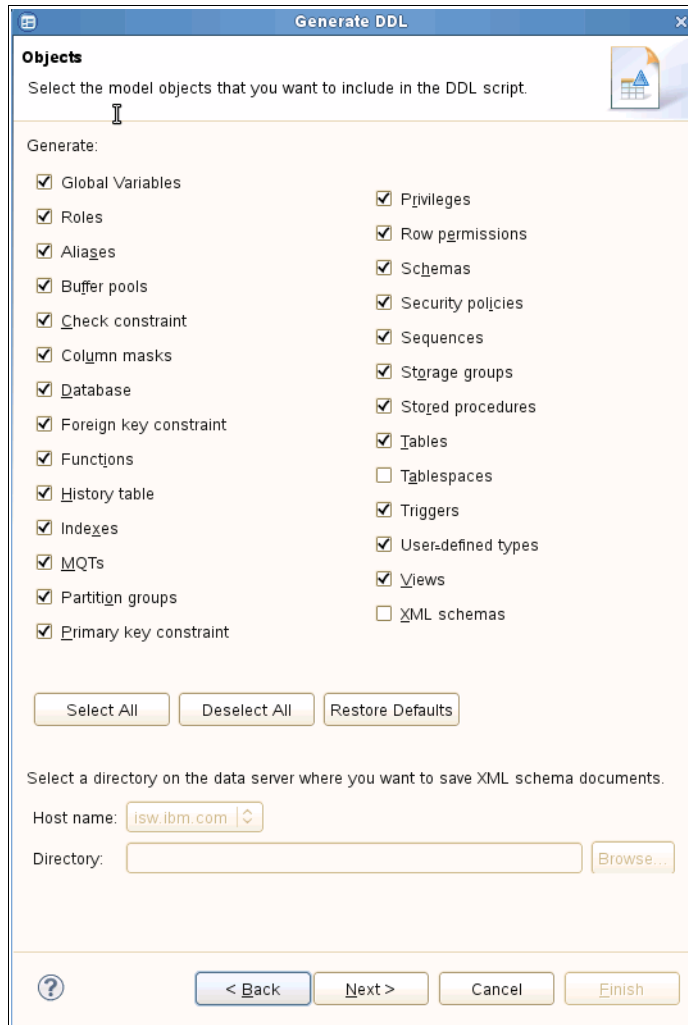 Generate DDL
Objects
Select the model objects that you want to include in the DDL script.
Generate:
Global Variables
Roles
Aliases
Buffer pools
Check constraint
Column masks
Database
Foreign key constraint
Functions
History table
Indexes
MQTs
Partition groups
Primary key constraint
Privileges
Row permissions
Schemas
Security policies
Sequences
Storage groups
Stored procedures
Tables
Tablespaces
Triggers
User-defined types
Views
XML schemas
Select All
Deselect All
Restore Defaults
Select a directory on the data server where you want to save XML schema documents.
Host name: isw.ibm.com
Directory:
Browse...
?
< Back
Next >
Cancel
Finish